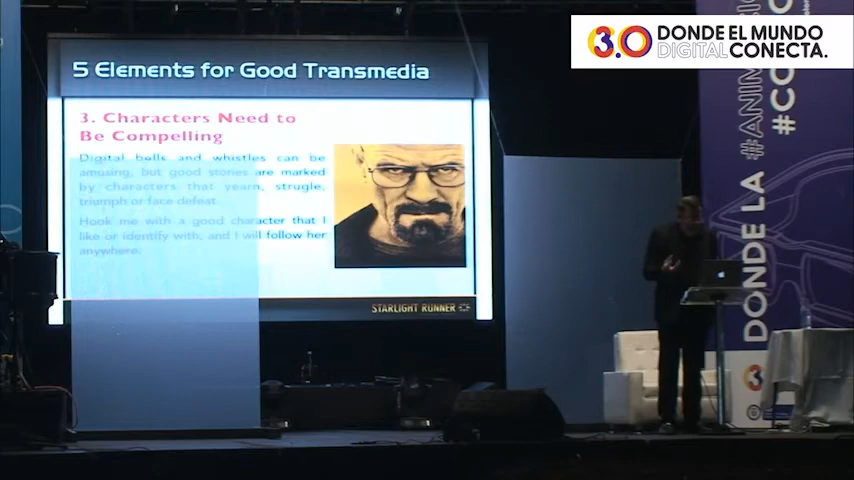 3.0 DONDE EL MUNDO
DIGITALCONECTA.
5 Elements for Good Transmedia
3. Characters Need to
Be Compelling
Digital bells and whistles can be
amusing, but good stories are marked
by characters that yearn, strugle,
triumph or face defeat.
Hook me with a good character that I
like or identify with, and I will follow her
anywhere.
STARLIGHT RUNNER
DONDE LA
#CO
3